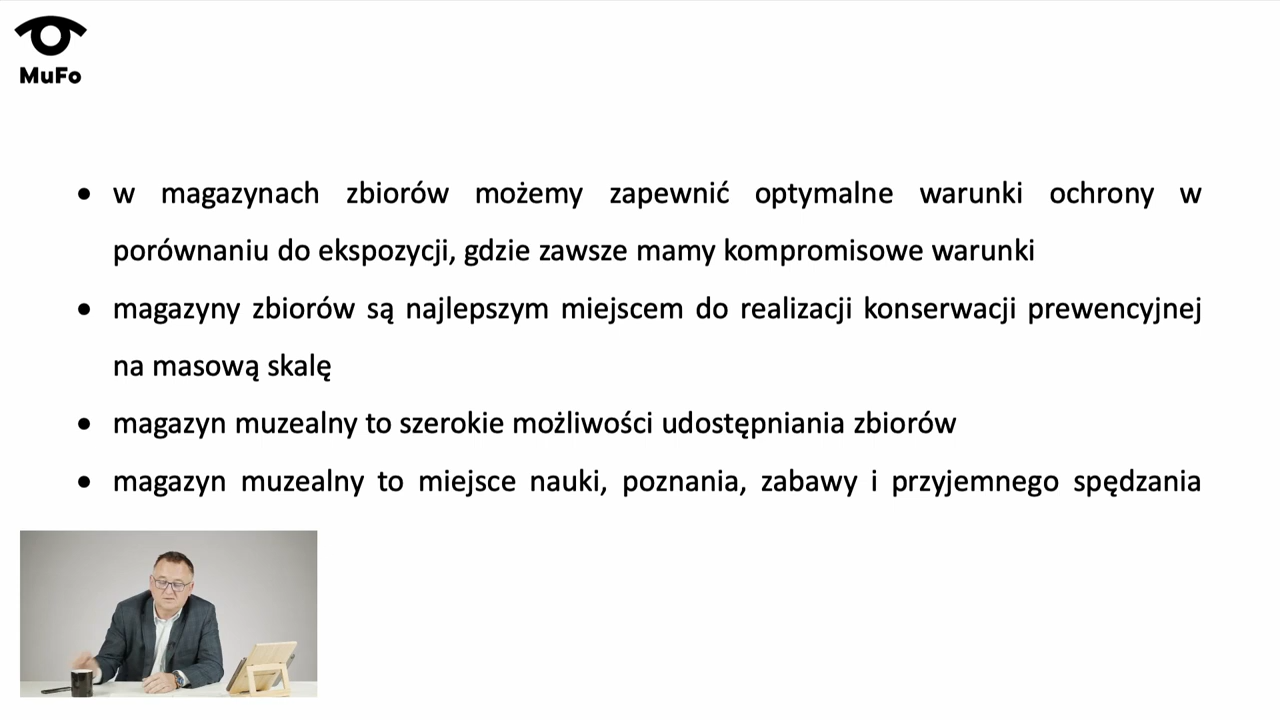 MuFo
• w magazynach zbiorów możemy zapewnić optymalne warunki ochrony w
porównaniu do ekspozycji, gdzie zawsze mamy kompromisowe warunki
• magazyny zbiorów są najlepszym miejscem do realizacji konserwacji prewencyjnej
na masową skalę
• magazyn muzealny to szerokie możliwości udostępniania zbiorów
• magazyn muzealny to miejsce nauki, poznania, zabawy i przyjemnego spędzania